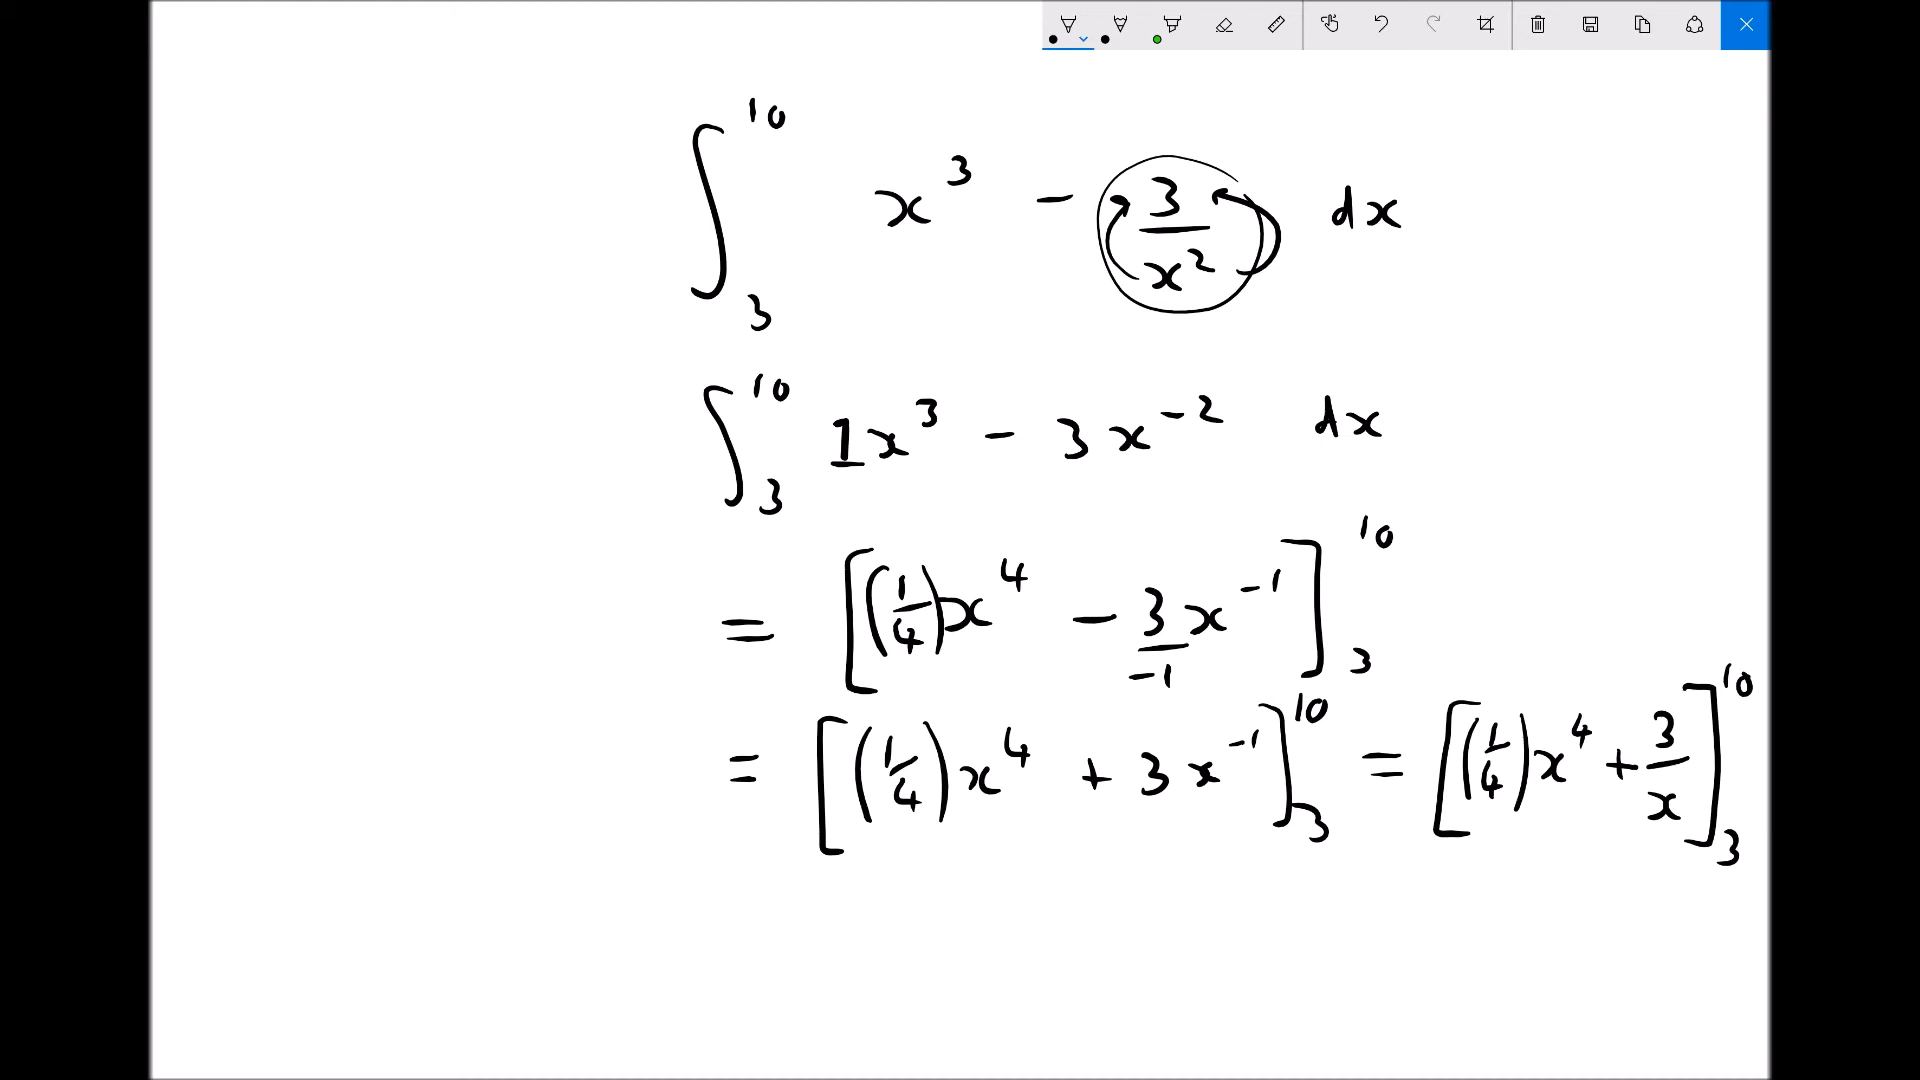 ∫₃¹⁰ x³ − 3/x² dx
∫₃¹⁰ 1x³ − 3x⁻² dx
= [(1/4)x⁴ − 3/−1 x⁻¹]₃¹⁰
= [(1/4)x⁴ + 3x⁻¹]₃¹⁰ = [(1/4)x⁴ + 3/x]₃¹⁰